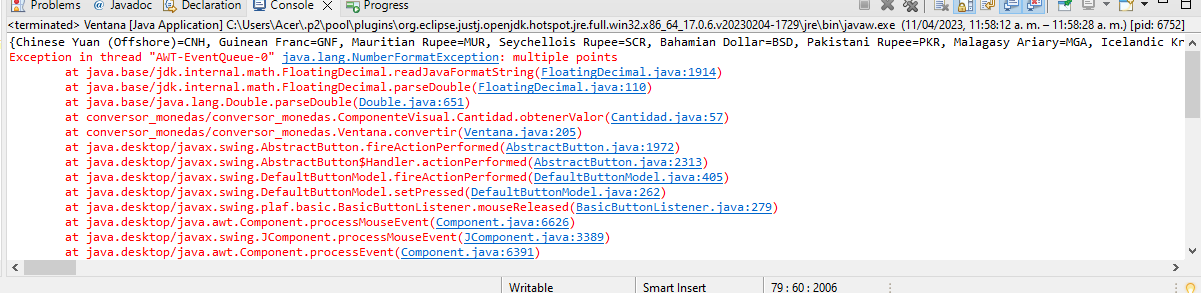 Problems Javadoc Declaration Console Progress
<terminated> Ventana [Java Application] C:\Users\Acer\.p2\pool\plugins\org.eclipse.justj.openjdk.hotspot.jre.full.win32.x86_64_17.0.6.v20230204-1729\jre\bin\javaw.exe (11/04/2023, 11:58:12 a. m. – 11:58:28 a. m.) [pid: 6752]
{Chinese Yuan (Offshore)=CNH, Guinean Franc=GNF, Mauritian Rupee=MUR, Seychellois Rupee=SCR, Bahamian Dollar=BSD, Pakistani Rupee=PKR, Malagasy Ariary=MGA, Icelandic Kr
Exception in thread "AWT-EventQueue-0" java.lang.NumberFormatException: multiple points
at java.base/jdk.internal.math.FloatingDecimal.readJavaFormatString(FloatingDecimal.java:1914)
at java.base/jdk.internal.math.FloatingDecimal.parseDouble(FloatingDecimal.java:110)
at java.base/java.lang.Double.parseDouble(Double.java:651)
at conversor_monedas/conversor_monedas.ComponenteVisual.Cantidad.obtenerValor(Cantidad.java:57)
at conversor_monedas/conversor_monedas.Ventana.convertir(Ventana.java:205)
at java.desktop/javax.swing.AbstractButton.fireActionPerformed(AbstractButton.java:1972)
at java.desktop/javax.swing.AbstractButton$Handler.actionPerformed(AbstractButton.java:2313)
at java.desktop/javax.swing.DefaultButtonModel.fireActionPerformed(DefaultButtonModel.java:405)
at java.desktop/javax.swing.DefaultButtonModel.setPressed(DefaultButtonModel.java:262)
at java.desktop/javax.swing.plaf.basic.BasicButtonListener.mouseReleased(BasicButtonListener.java:279)
at java.desktop/java.awt.Component.processMouseEvent(Component.java:6626)
at java.desktop/javax.swing.JComponent.processMouseEvent(JComponent.java:3389)
at java.desktop/java.awt.Component.processEvent(Component.java:6391)
Writable Smart Insert 79 : 60 : 2006